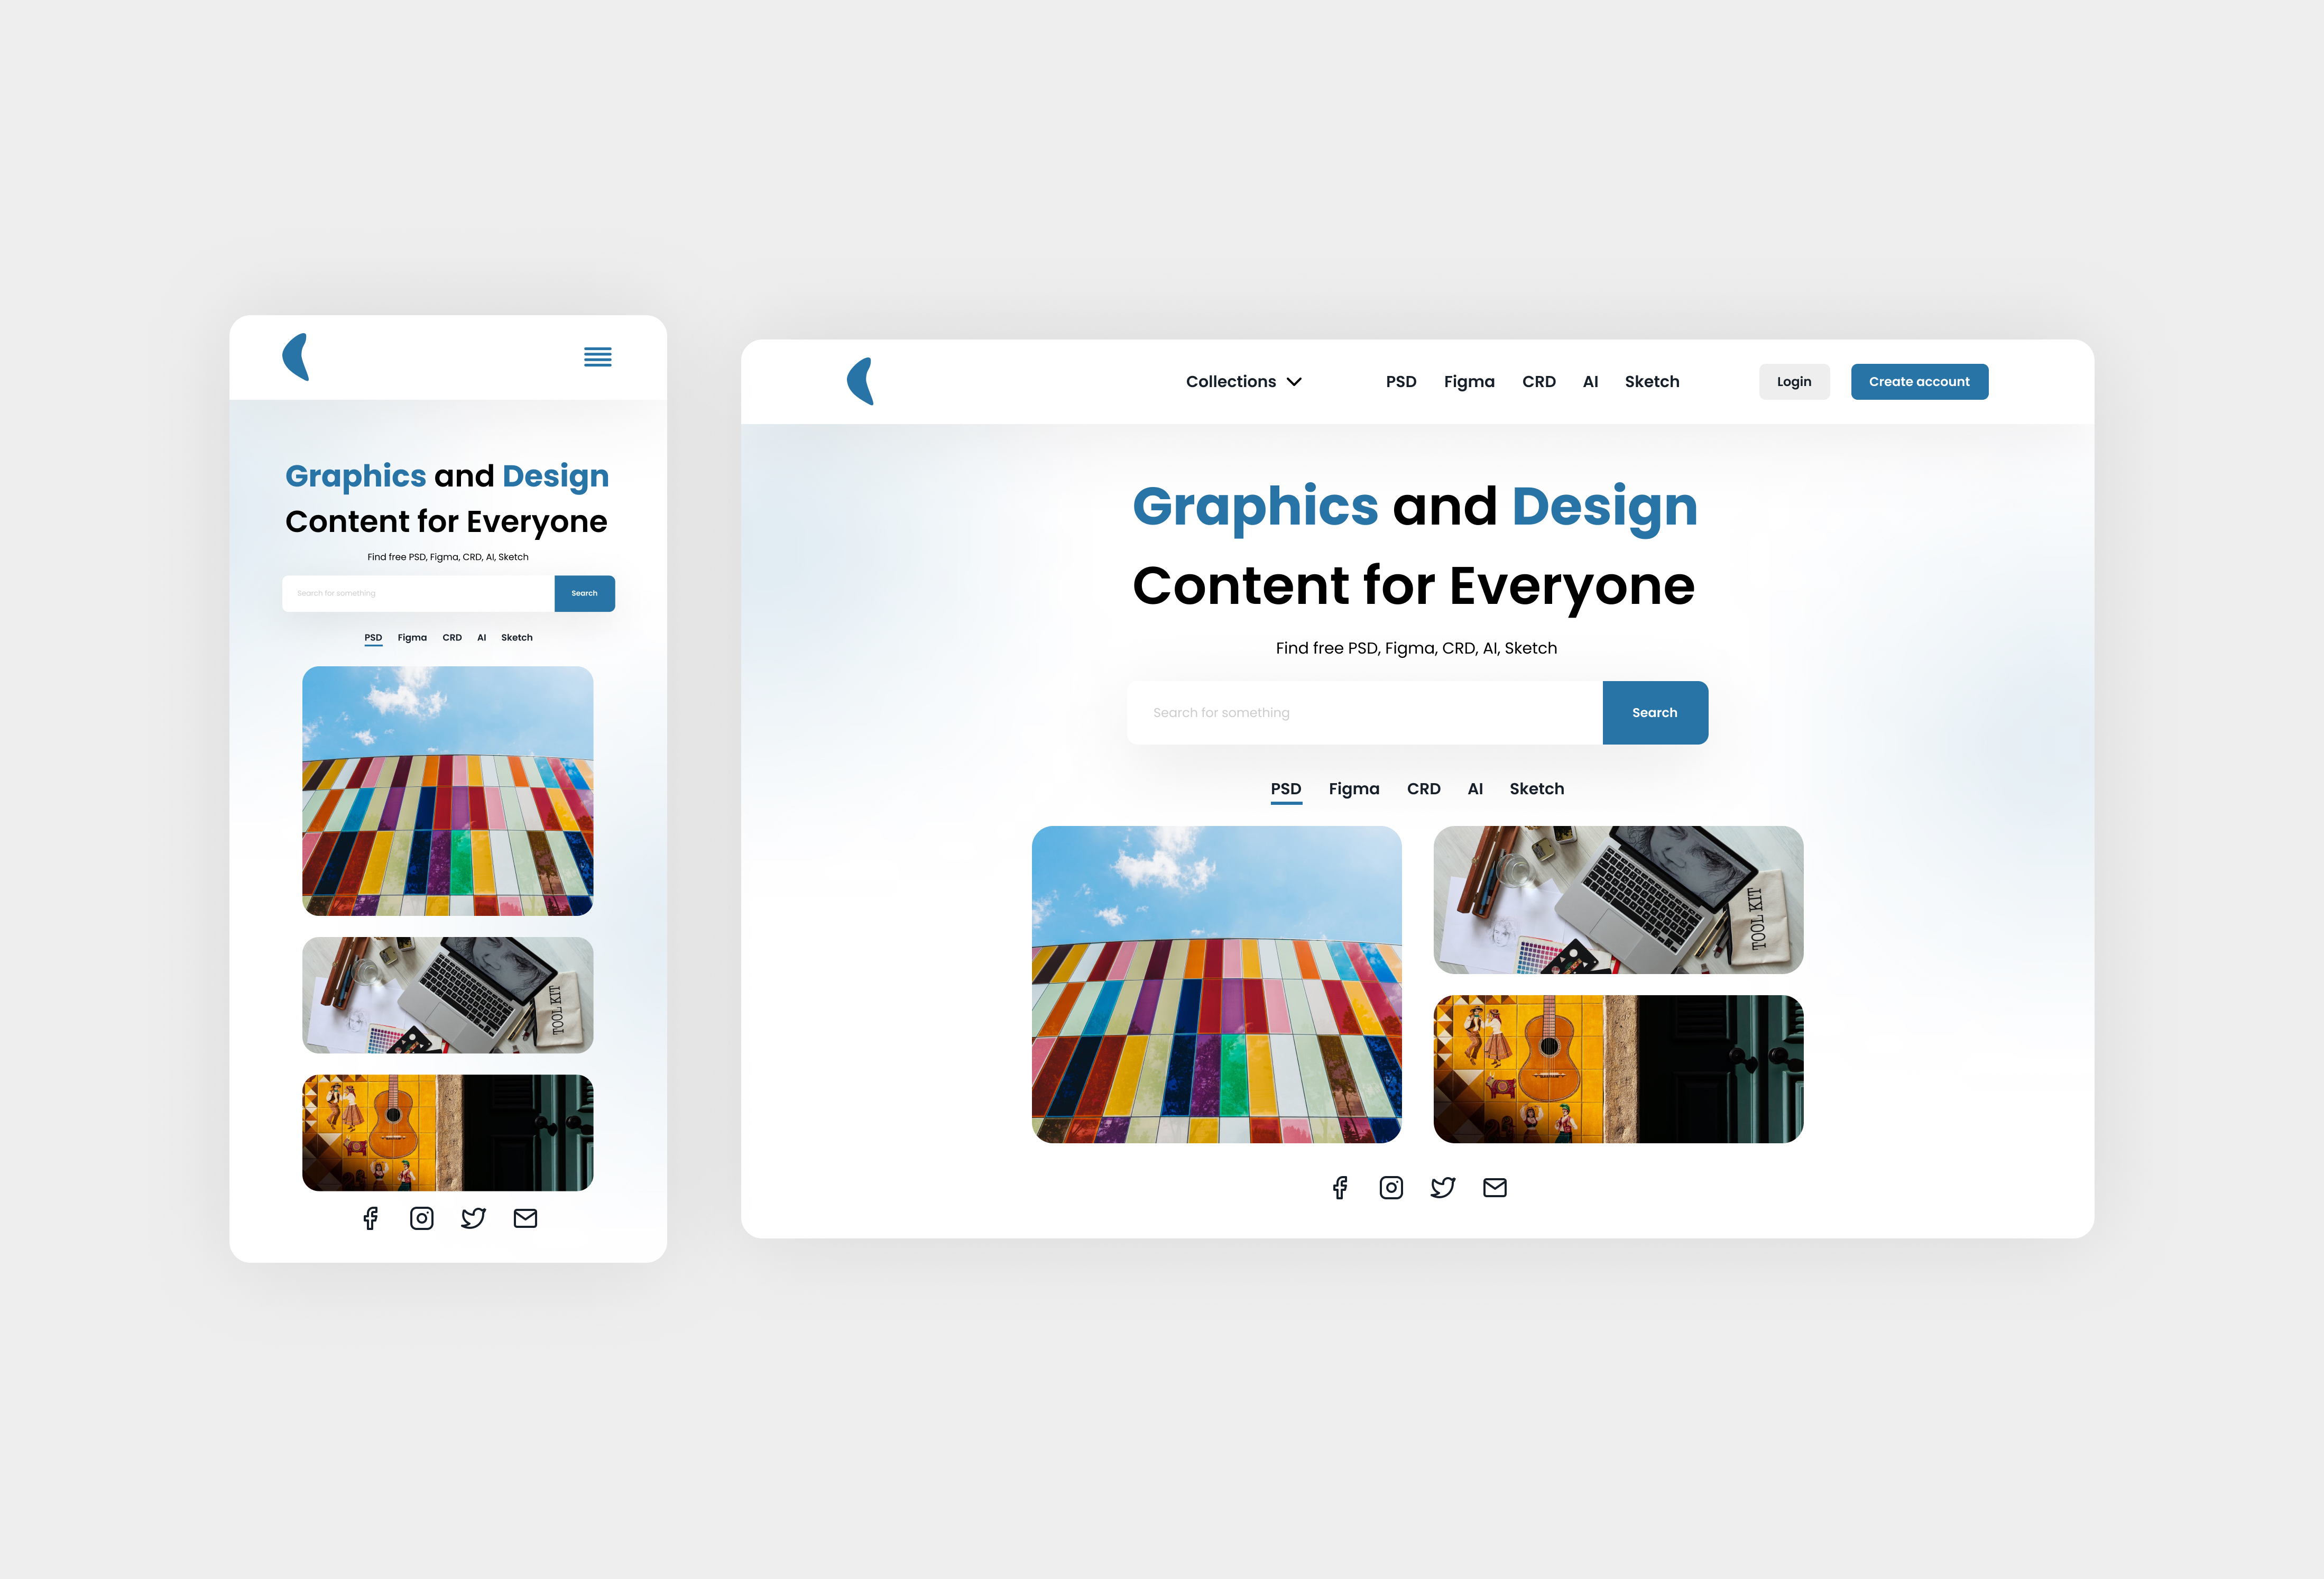 Graphics and Design
Content for Everyone
Find free PSD, Figma, CRD, AI, Sketch
Search for something
Search
PSD Figma CRD AI Sketch
TOOL KIT
Collections PSD Figma CRD AI Sketch Login Create account
Graphics and Design
Content for Everyone
Find free PSD, Figma, CRD, AI, Sketch
Search for something
Search
PSD Figma CRD AI Sketch
TOOL KIT